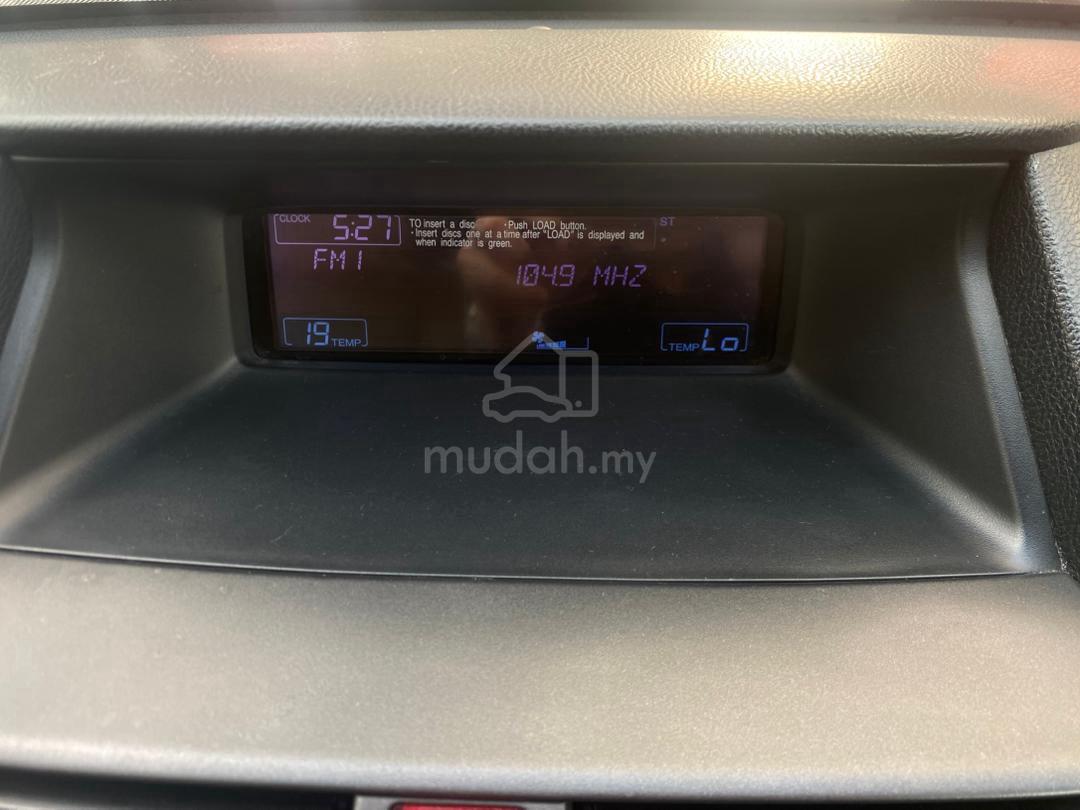 CLOCK 5:27
TO insert a disc ・Push LOAD button.
ST
・Insert discs one at a time after "LOAD" is displayed and
when indicator is green.
FM1
104.9 MHZ
19 TEMP
TEMP Lo
mudah.my